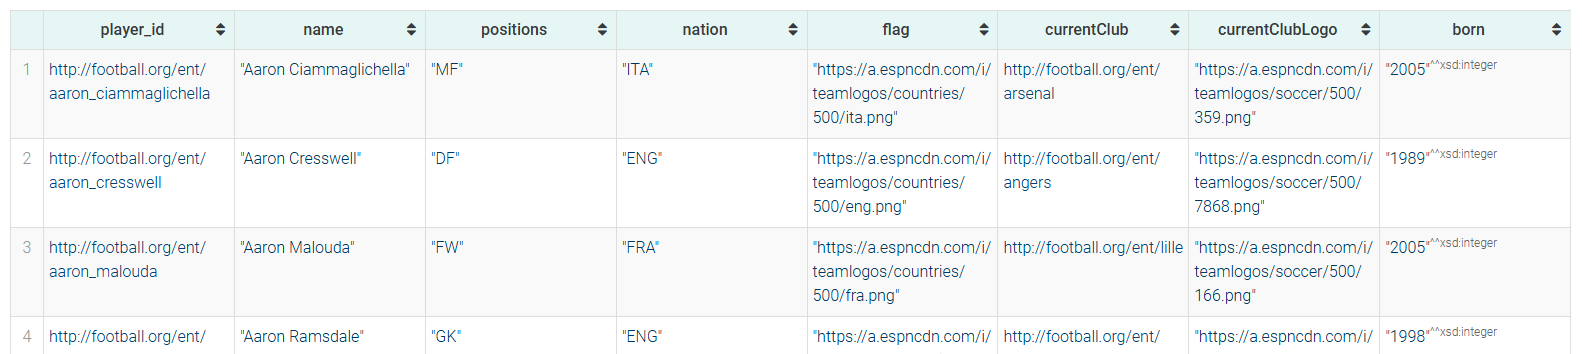 player_id name positions nation flag currentClub currentClubLogo born
1 http://football.org/ent/ "Aaron Ciammaglichella" "MF" "ITA" "https://a.espncdn.com/i/ http://football.org/ent/ "https://a.espncdn.com/i/ "2005"^^xsd:integer
aaron_ciammaglichella teamlogos/countries/ arsenal teamlogos/soccer/500/
500/ita.png" 359.png"
2 http://football.org/ent/ "Aaron Cresswell" "DF" "ENG" "https://a.espncdn.com/i/ http://football.org/ent/ "https://a.espncdn.com/i/ "1989"^^xsd:integer
aaron_cresswell teamlogos/countries/ angers teamlogos/soccer/500/
500/eng.png" 7868.png"
3 http://football.org/ent/ "Aaron Malouda" "FW" "FRA" "https://a.espncdn.com/i/ http://football.org/ent/lille "https://a.espncdn.com/i/ "2005"^^xsd:integer
aaron_malouda teamlogos/countries/ teamlogos/soccer/500/
500/fra.png" 166.png"
4 http://football.org/ent/ "Aaron Ramsdale" "GK" "ENG" "https://a.espncdn.com/i/ http://football.org/ent/ "https://a.espncdn.com/i/ "1998"^^xsd:integer